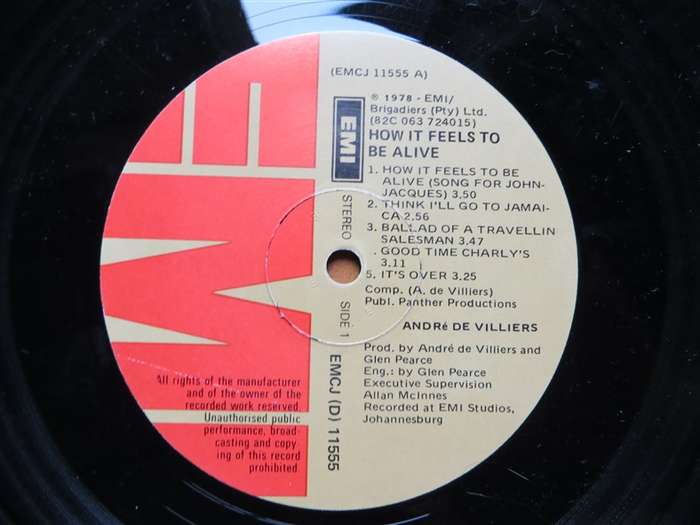 (EMCJ 11555 A)
℗ 1978 - EMI/
Brigadiers (Pty) Ltd.
(82C 063 724015)
HOW IT FEELS TO
BE ALIVE
1. HOW IT FEELS TO BE
ALIVE (SONG FOR JOHN-
JACQUES) 3,50
2. THINK I'LL GO TO JAMAI-
CA 2.56
3. BALLAD OF A TRAVELLIN
SALESMAN 3.47
. GOOD TIME CHARLY'S
3.11
5. IT'S OVER 3.25
Comp. (A. de Villiers)
Publ. Panther Productions
ANDRé DE VILLIERS
Prod. by André de Villiers and
Glen Pearce
Eng.: by Glen Pearce
Executive Supervision
Allan McInnes
Recorded at EMI Studios,
Johannesburg
EMI
STEREO
SIDE 1
EMCJ (D) 11555
EMI
All rights of the manufacturer
and of the owner of the
recorded work reserved.
Unauthorised public
performance, broad-
casting and copy-
ing of this record
prohibited.